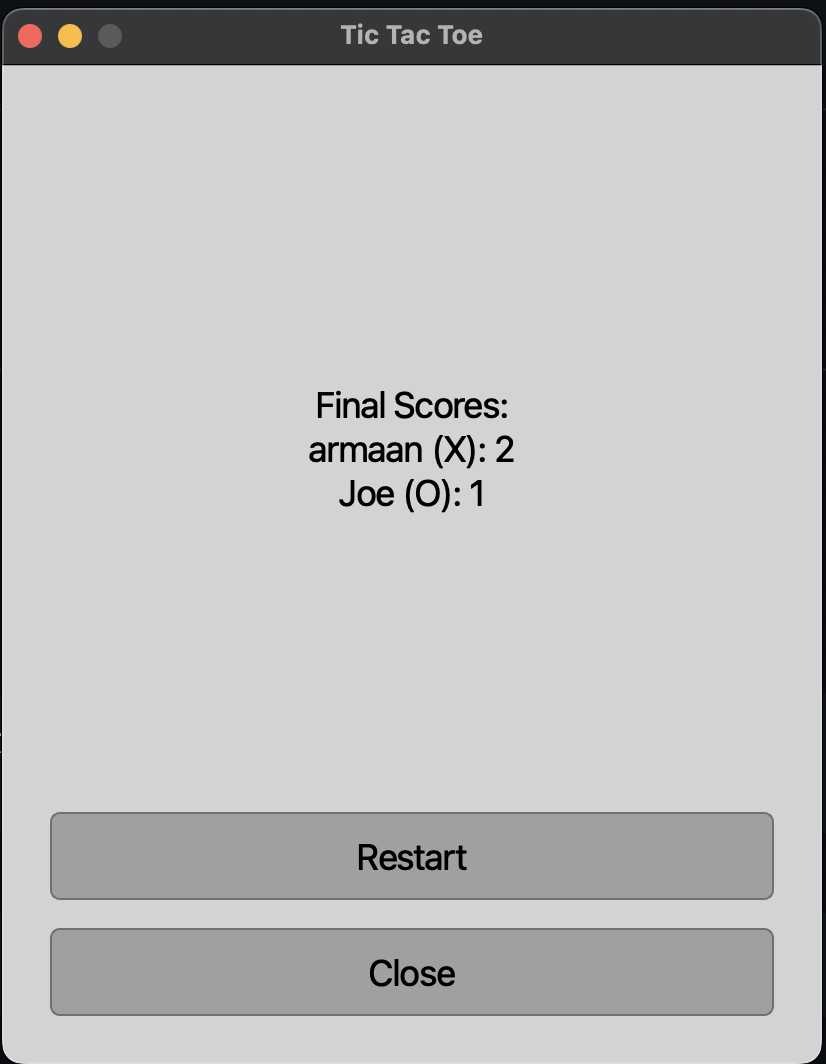 Tic Tac Toe
Final Scores:
armaan (X): 2
Joe (O): 1
Restart
Close